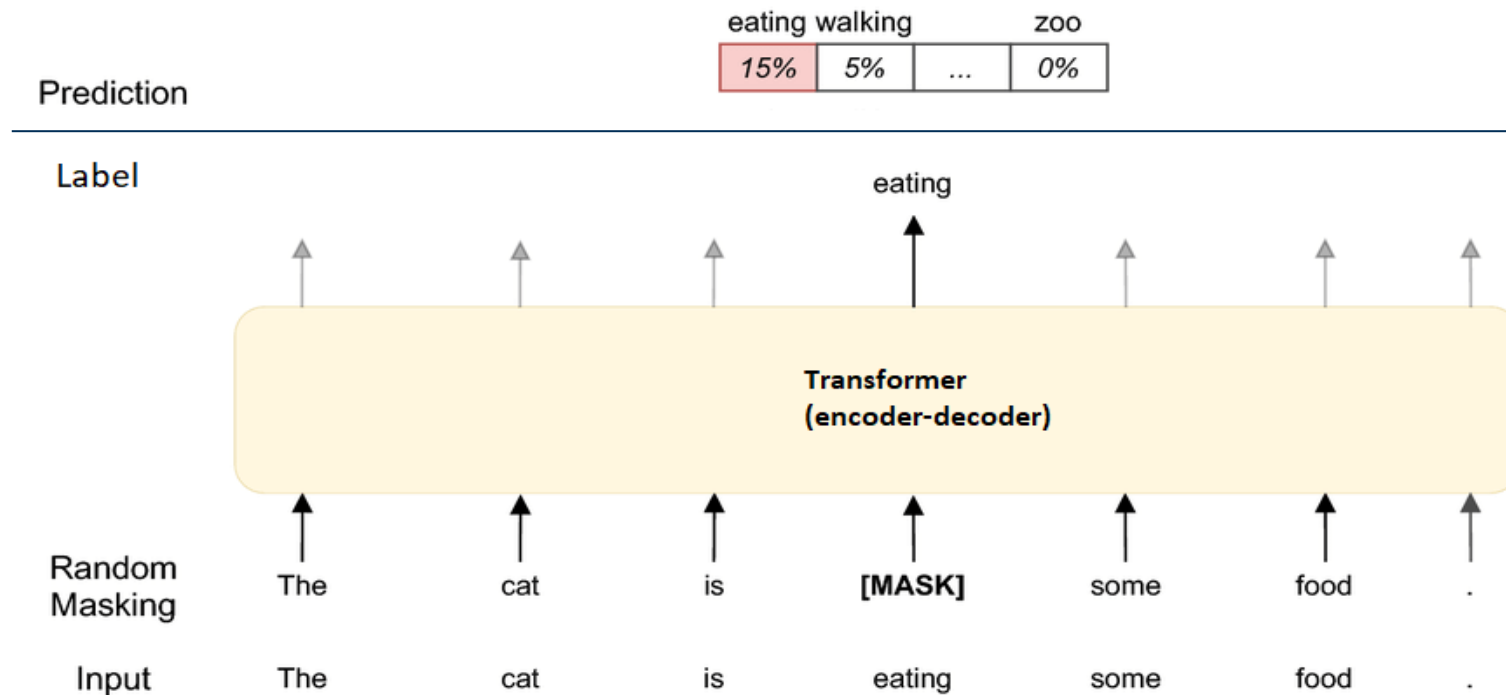 eating walking zoo
15% 5% ... 0%
Prediction
Label
eating
Transformer
(encoder-decoder)
Random
Masking
The cat is [MASK] some food .
Input The cat is eating some food .